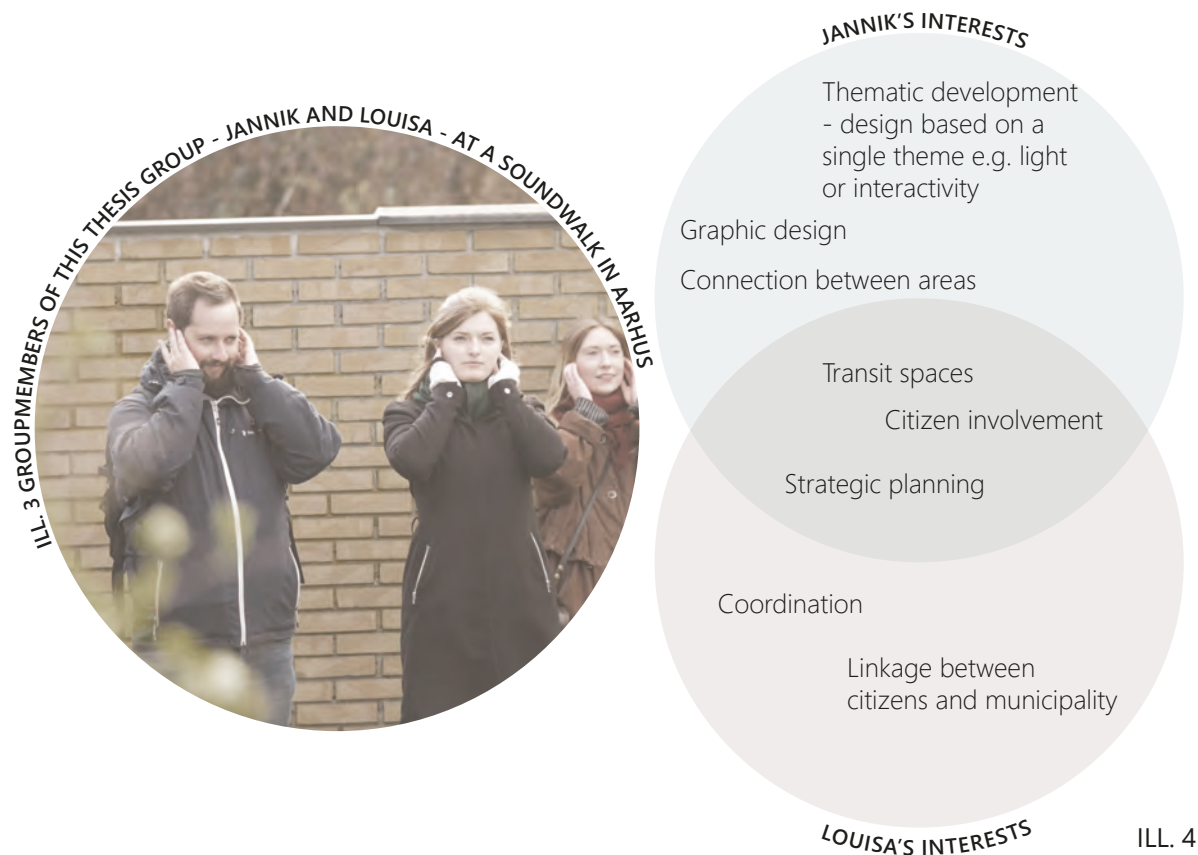 ILL. 3 GROUPMEMBERS OF THIS THESIS GROUP - JANNIK AND LOUISA - AT A SOUNDWALK IN AARHUS
JANNIK'S INTERESTS
Thematic development
- design based on a
single theme e.g. light
or interactivity
Graphic design
Connection between areas
Transit spaces
Citizen involvement
Strategic planning
Coordination
Linkage between
citizens and municipality
LOUISA'S INTERESTS
ILL. 4